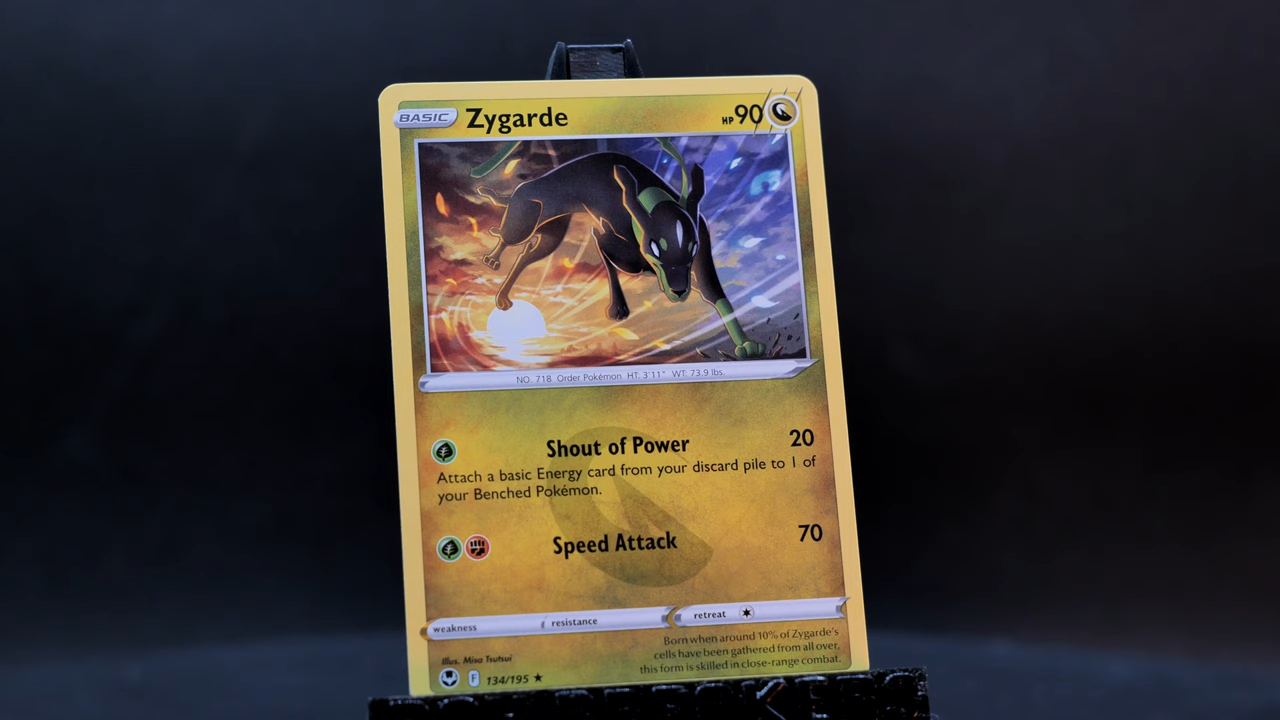 BASIC Zygarde HP 90
NO. 718 Order Pokémon HT: 3'11" WT: 73.9 lbs.
Shout of Power 20
Attach a basic Energy card from your discard pile to 1 of
your Benched Pokémon.
Speed Attack 70
weakness resistance retreat
Born when around 10% of Zygarde's
cells have been gathered from all over,
this form is skilled in close-range combat.
Illus. Misa Tsutsui
F 134/195 ★